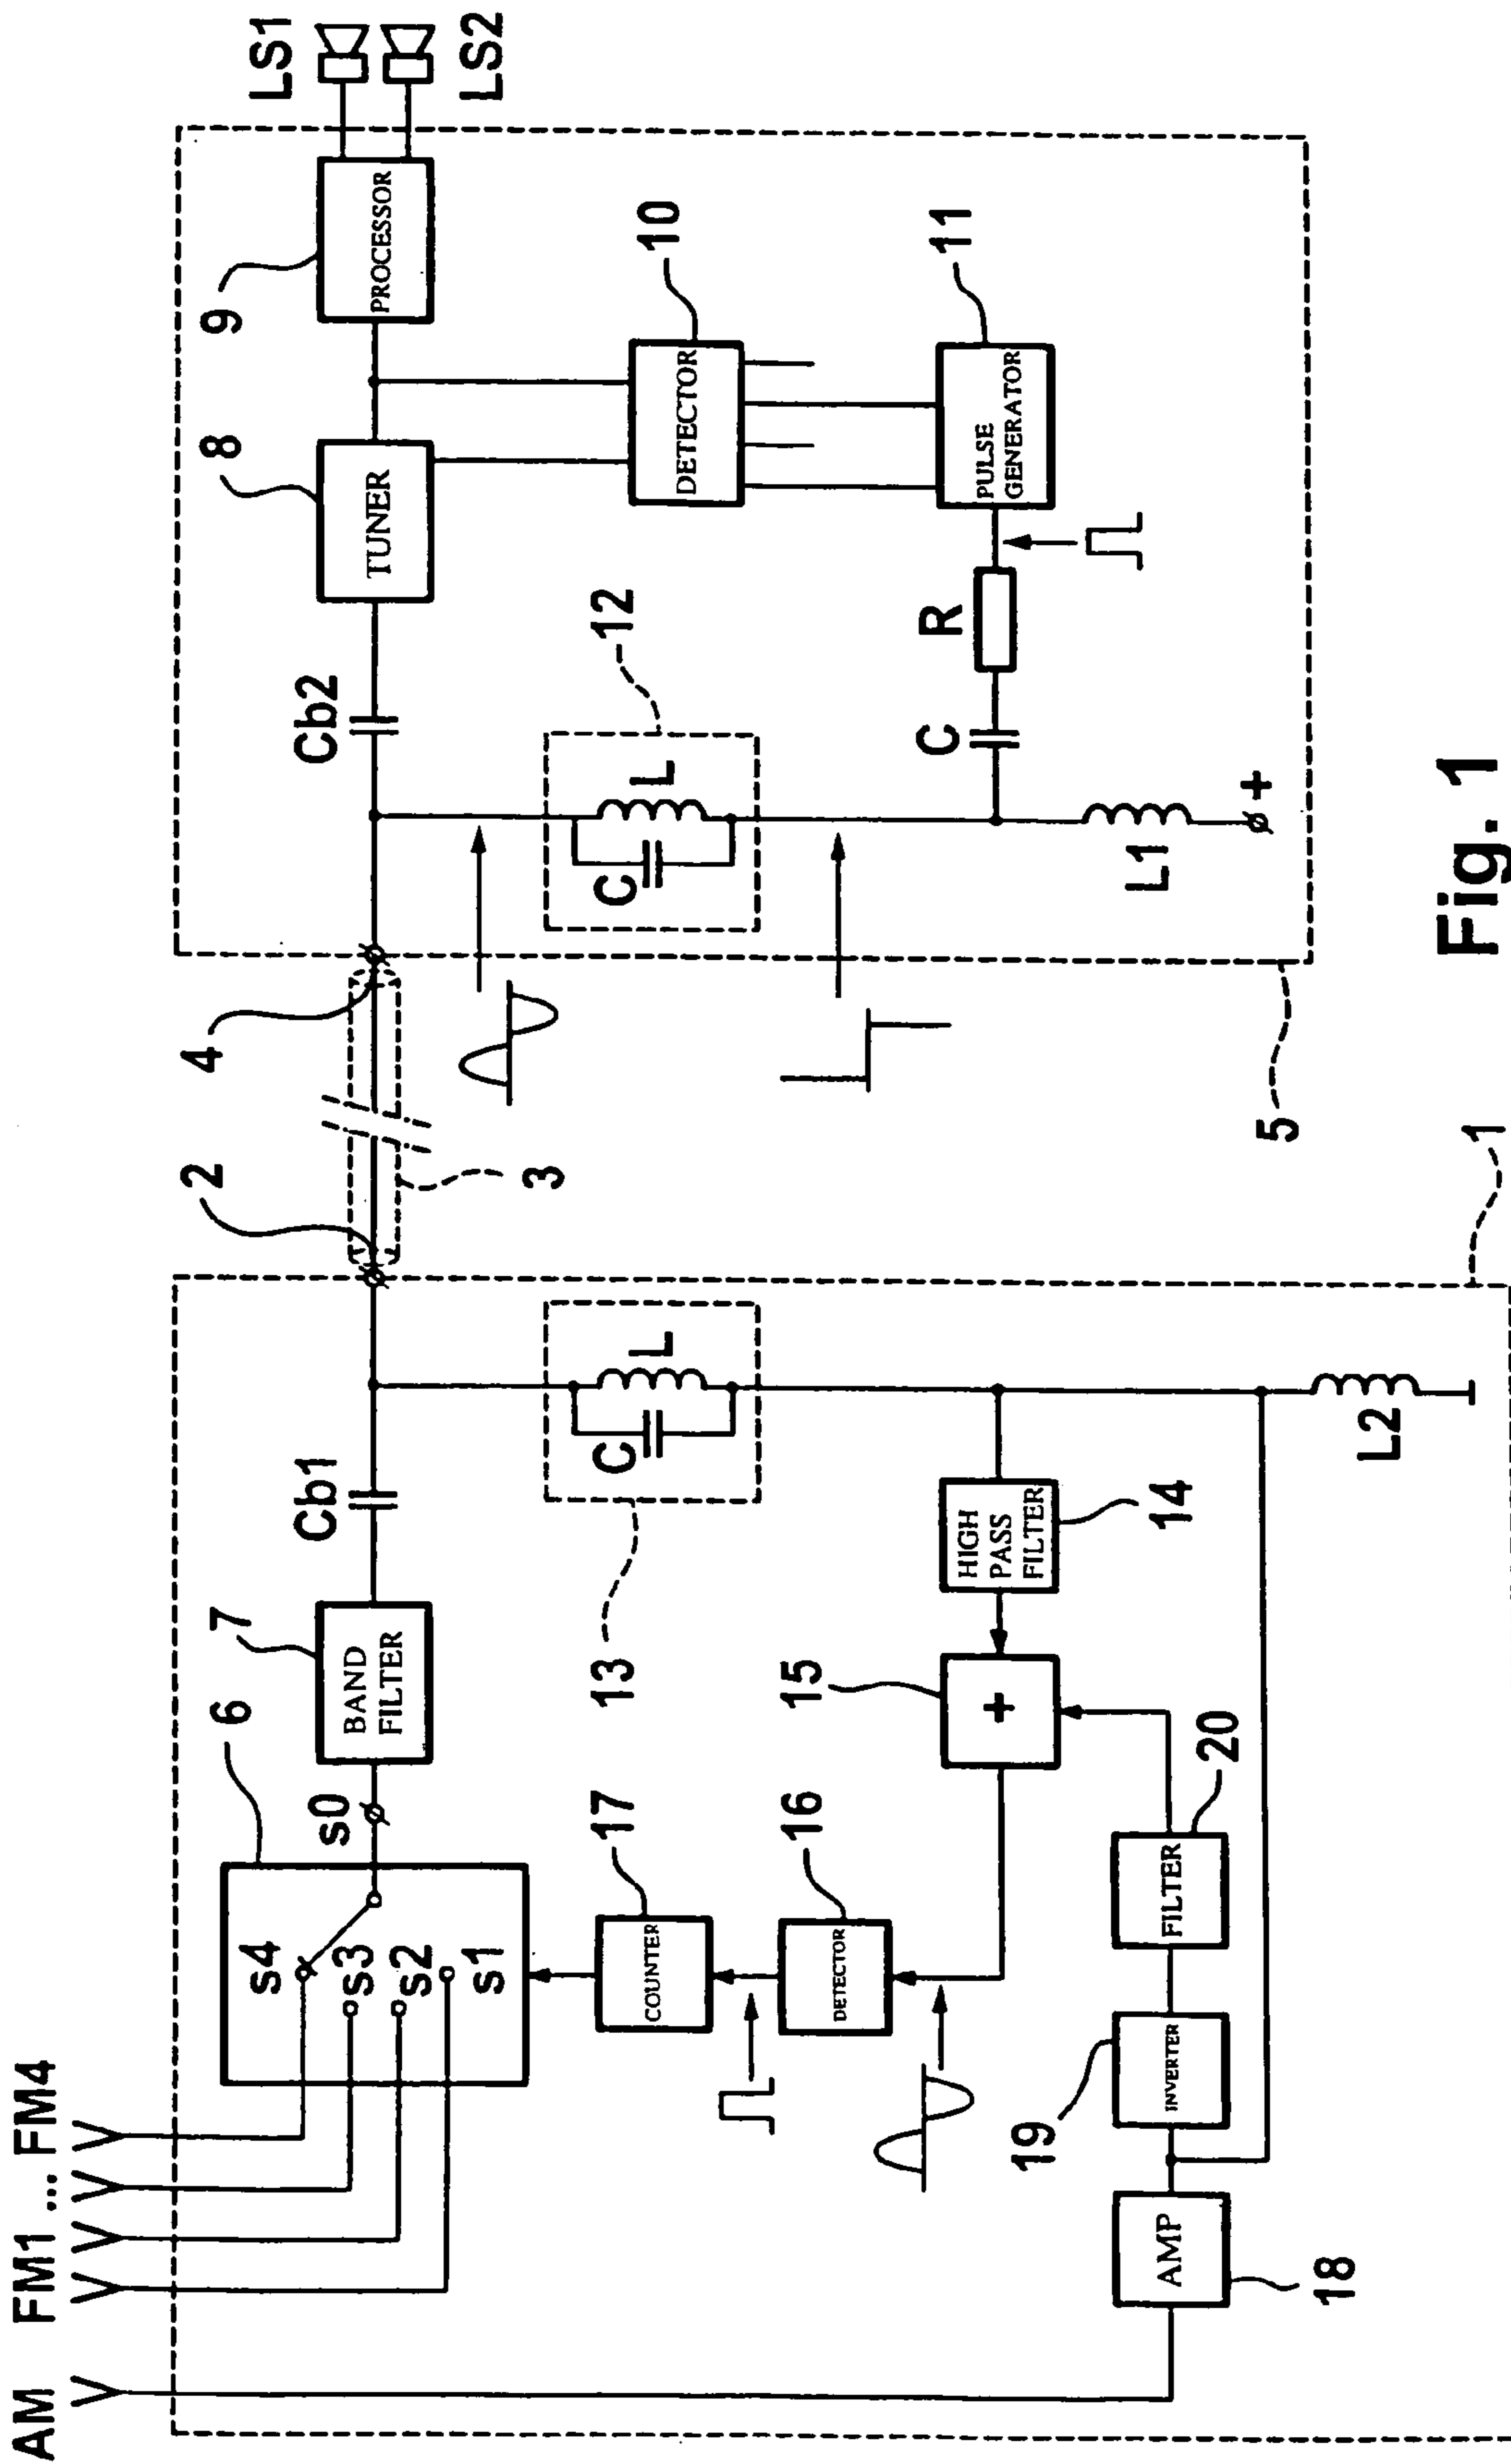 AM FM1 ... FM4
6
s4
s3
s2
s1
s0
7
BAND
FILTER
Cb1
2
3
4
Cb2
8
TUNER
9
PROCESSOR
LS1
LS2
17
COUNTER
13
C
L
12
C
L
10
DETECTOR
16
DETECTOR
15
+
HIGH
PASS
FILTER
14
C
R
11
PULSE
GENERATOR
19
INVERTER
20
FILTER
AMP
18
L2
L1
+
5
1
Fig. 1